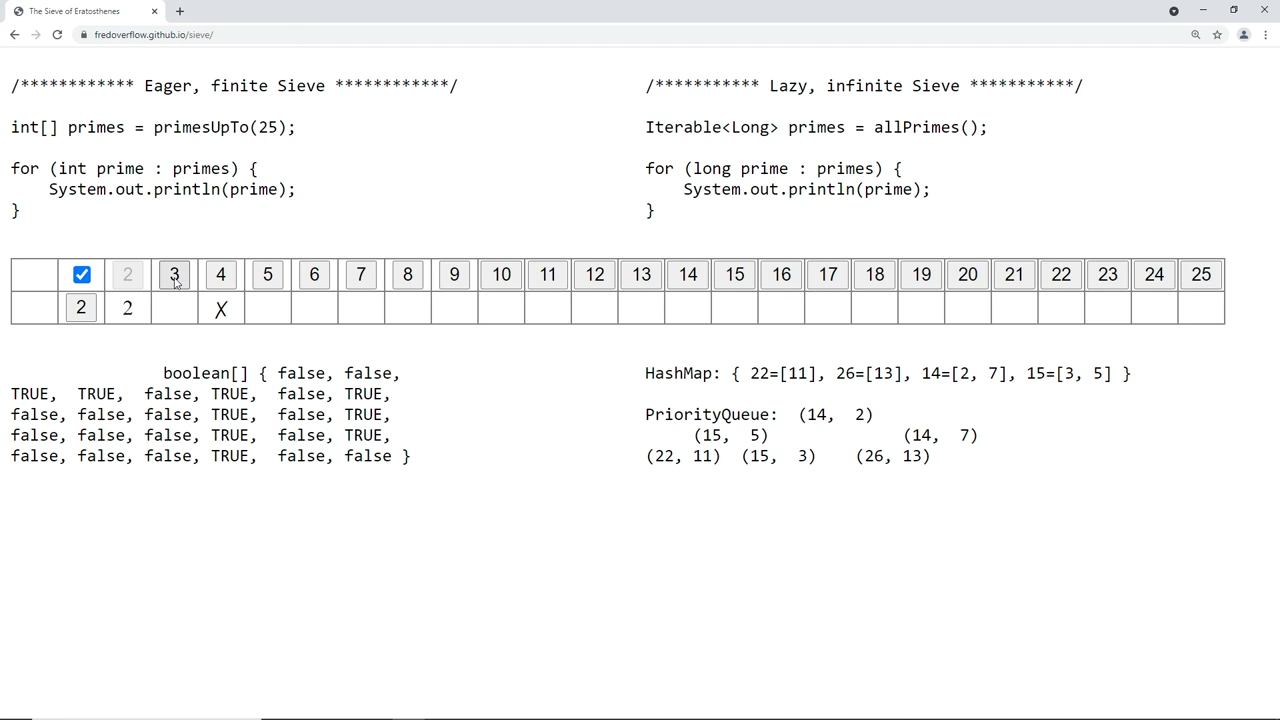 The Sieve of Eratosthenes
fredoverflow.github.io/sieve/
/************ Eager, finite Sieve ************/
int[] primes = primesUpTo(25);
for (int prime : primes) {
    System.out.println(prime);
}
/*********** Lazy, infinite Sieve ***********/
Iterable<Long> primes = allPrimes();
for (long prime : primes) {
    System.out.println(prime);
}
2 3 4 5 6 7 8 9 10 11 12 13 14 15 16 17 18 19 20 21 22 23 24 25
2 2 X
boolean[] { false, false,
TRUE,  TRUE,  false, TRUE,  false, TRUE,
false, false, false, TRUE,  false, TRUE,
false, false, false, TRUE,  false, TRUE,
false, false, false, TRUE,  false, false }
HashMap: { 22=[11], 26=[13], 14=[2, 7], 15=[3, 5] }
PriorityQueue:  (14,  2)
(15,  5) (14,  7)
(22, 11)  (15,  3) (26, 13)